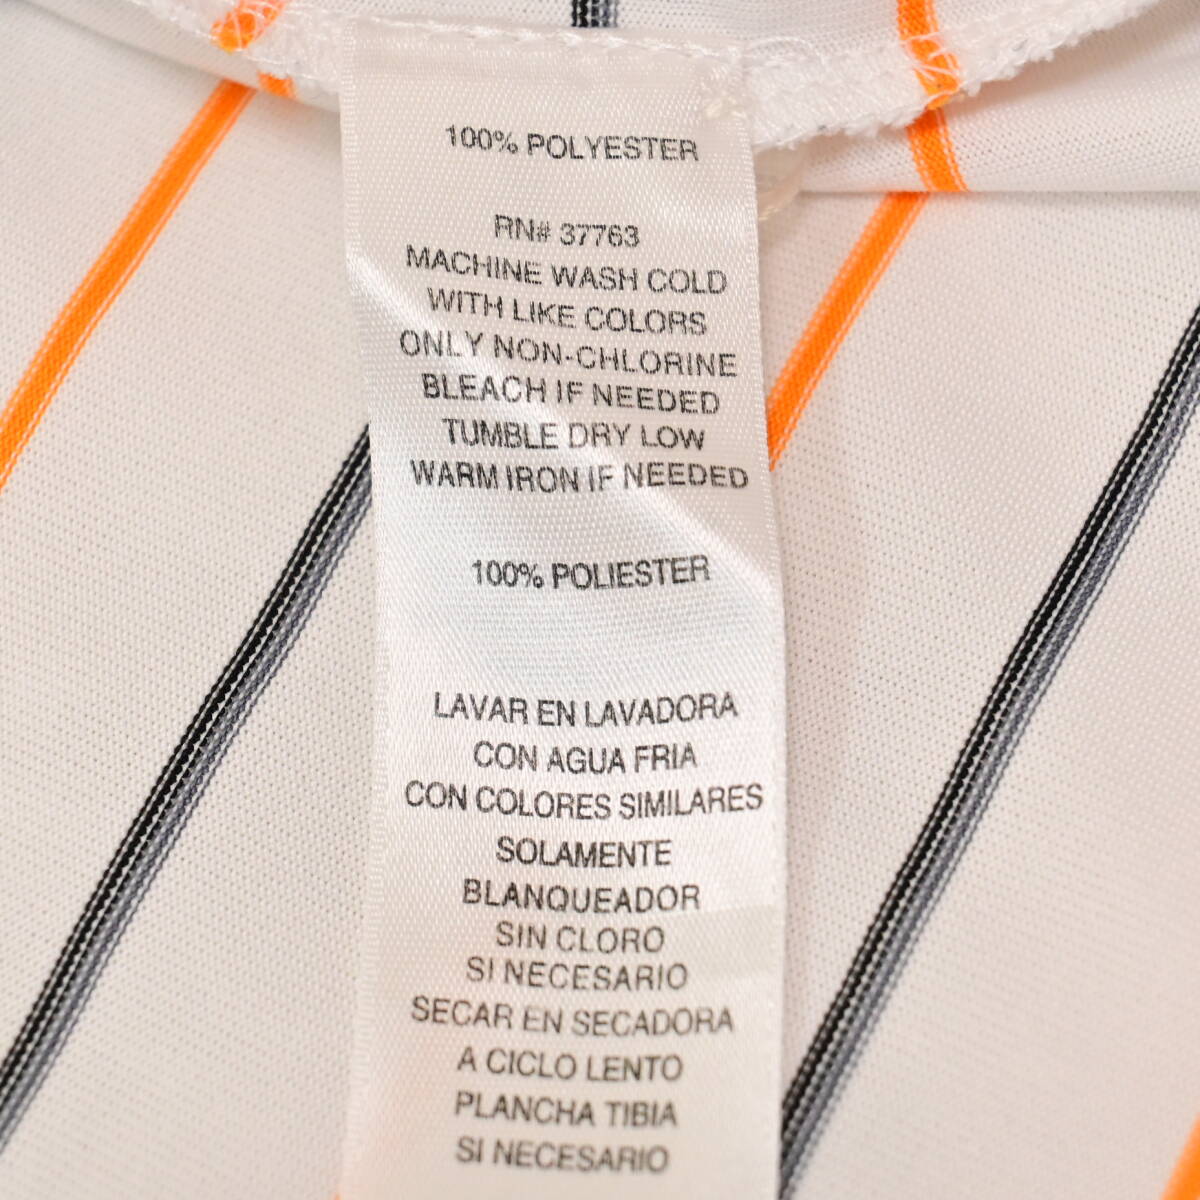 100% POLYESTER
RN# 37763
MACHINE WASH COLD
WITH LIKE COLORS
ONLY NON-CHLORINE
BLEACH IF NEEDED
TUMBLE DRY LOW
WARM IRON IF NEEDED
100% POLIESTER
LAVAR EN LAVADORA
CON AGUA FRIA
CON COLORES SIMILARES
SOLAMENTE
BLANQUEADOR
SIN CLORO
SI NECESARIO
SECAR EN SECADORA
A CICLO LENTO
PLANCHA TIBIA
SI NECESARIO